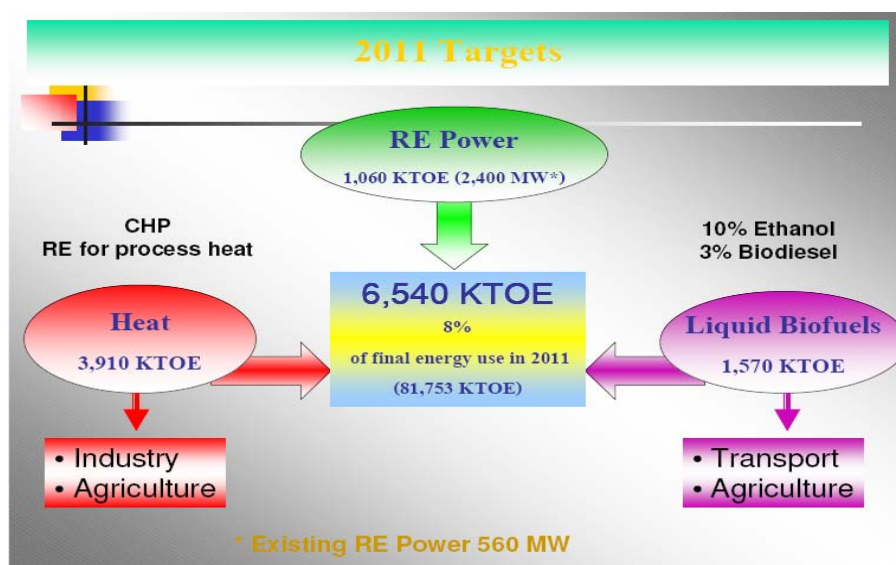 2011 Targets
RE Power
1,060 KTOE (2,400 MW*)
CHP
RE for process heat
10% Ethanol
3% Biodiesel
Heat
3,910 KTOE
6,540 KTOE
8%
of final energy use in 2011
(81,753 KTOE)
Liquid Biofuels
1,570 KTOE
• Industry
• Agriculture
• Transport
• Agriculture
* Existing RE Power 560 MW